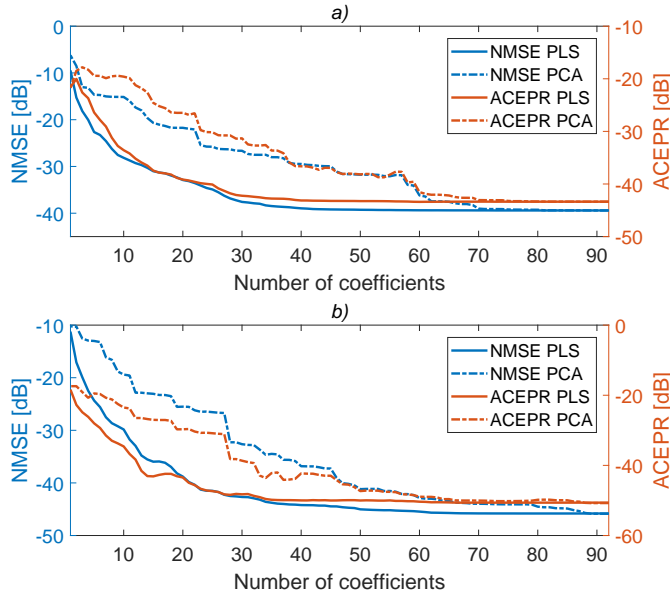 a)
0
-10
-20
-30
-40
NMSE [dB]
-10
-20
-30
-40
-50
ACEPR [dB]
NMSE PLS
NMSE PCA
ACEPR PLS
ACEPR PCA
10 20 30 40 50 60 70 80 90
Number of coefficients
b)
-10
-20
-30
-40
-50
NMSE [dB]
0
-20
-40
-60
ACEPR [dB]
NMSE PLS
NMSE PCA
ACEPR PLS
ACEPR PCA
10 20 30 40 50 60 70 80 90
Number of coefficients